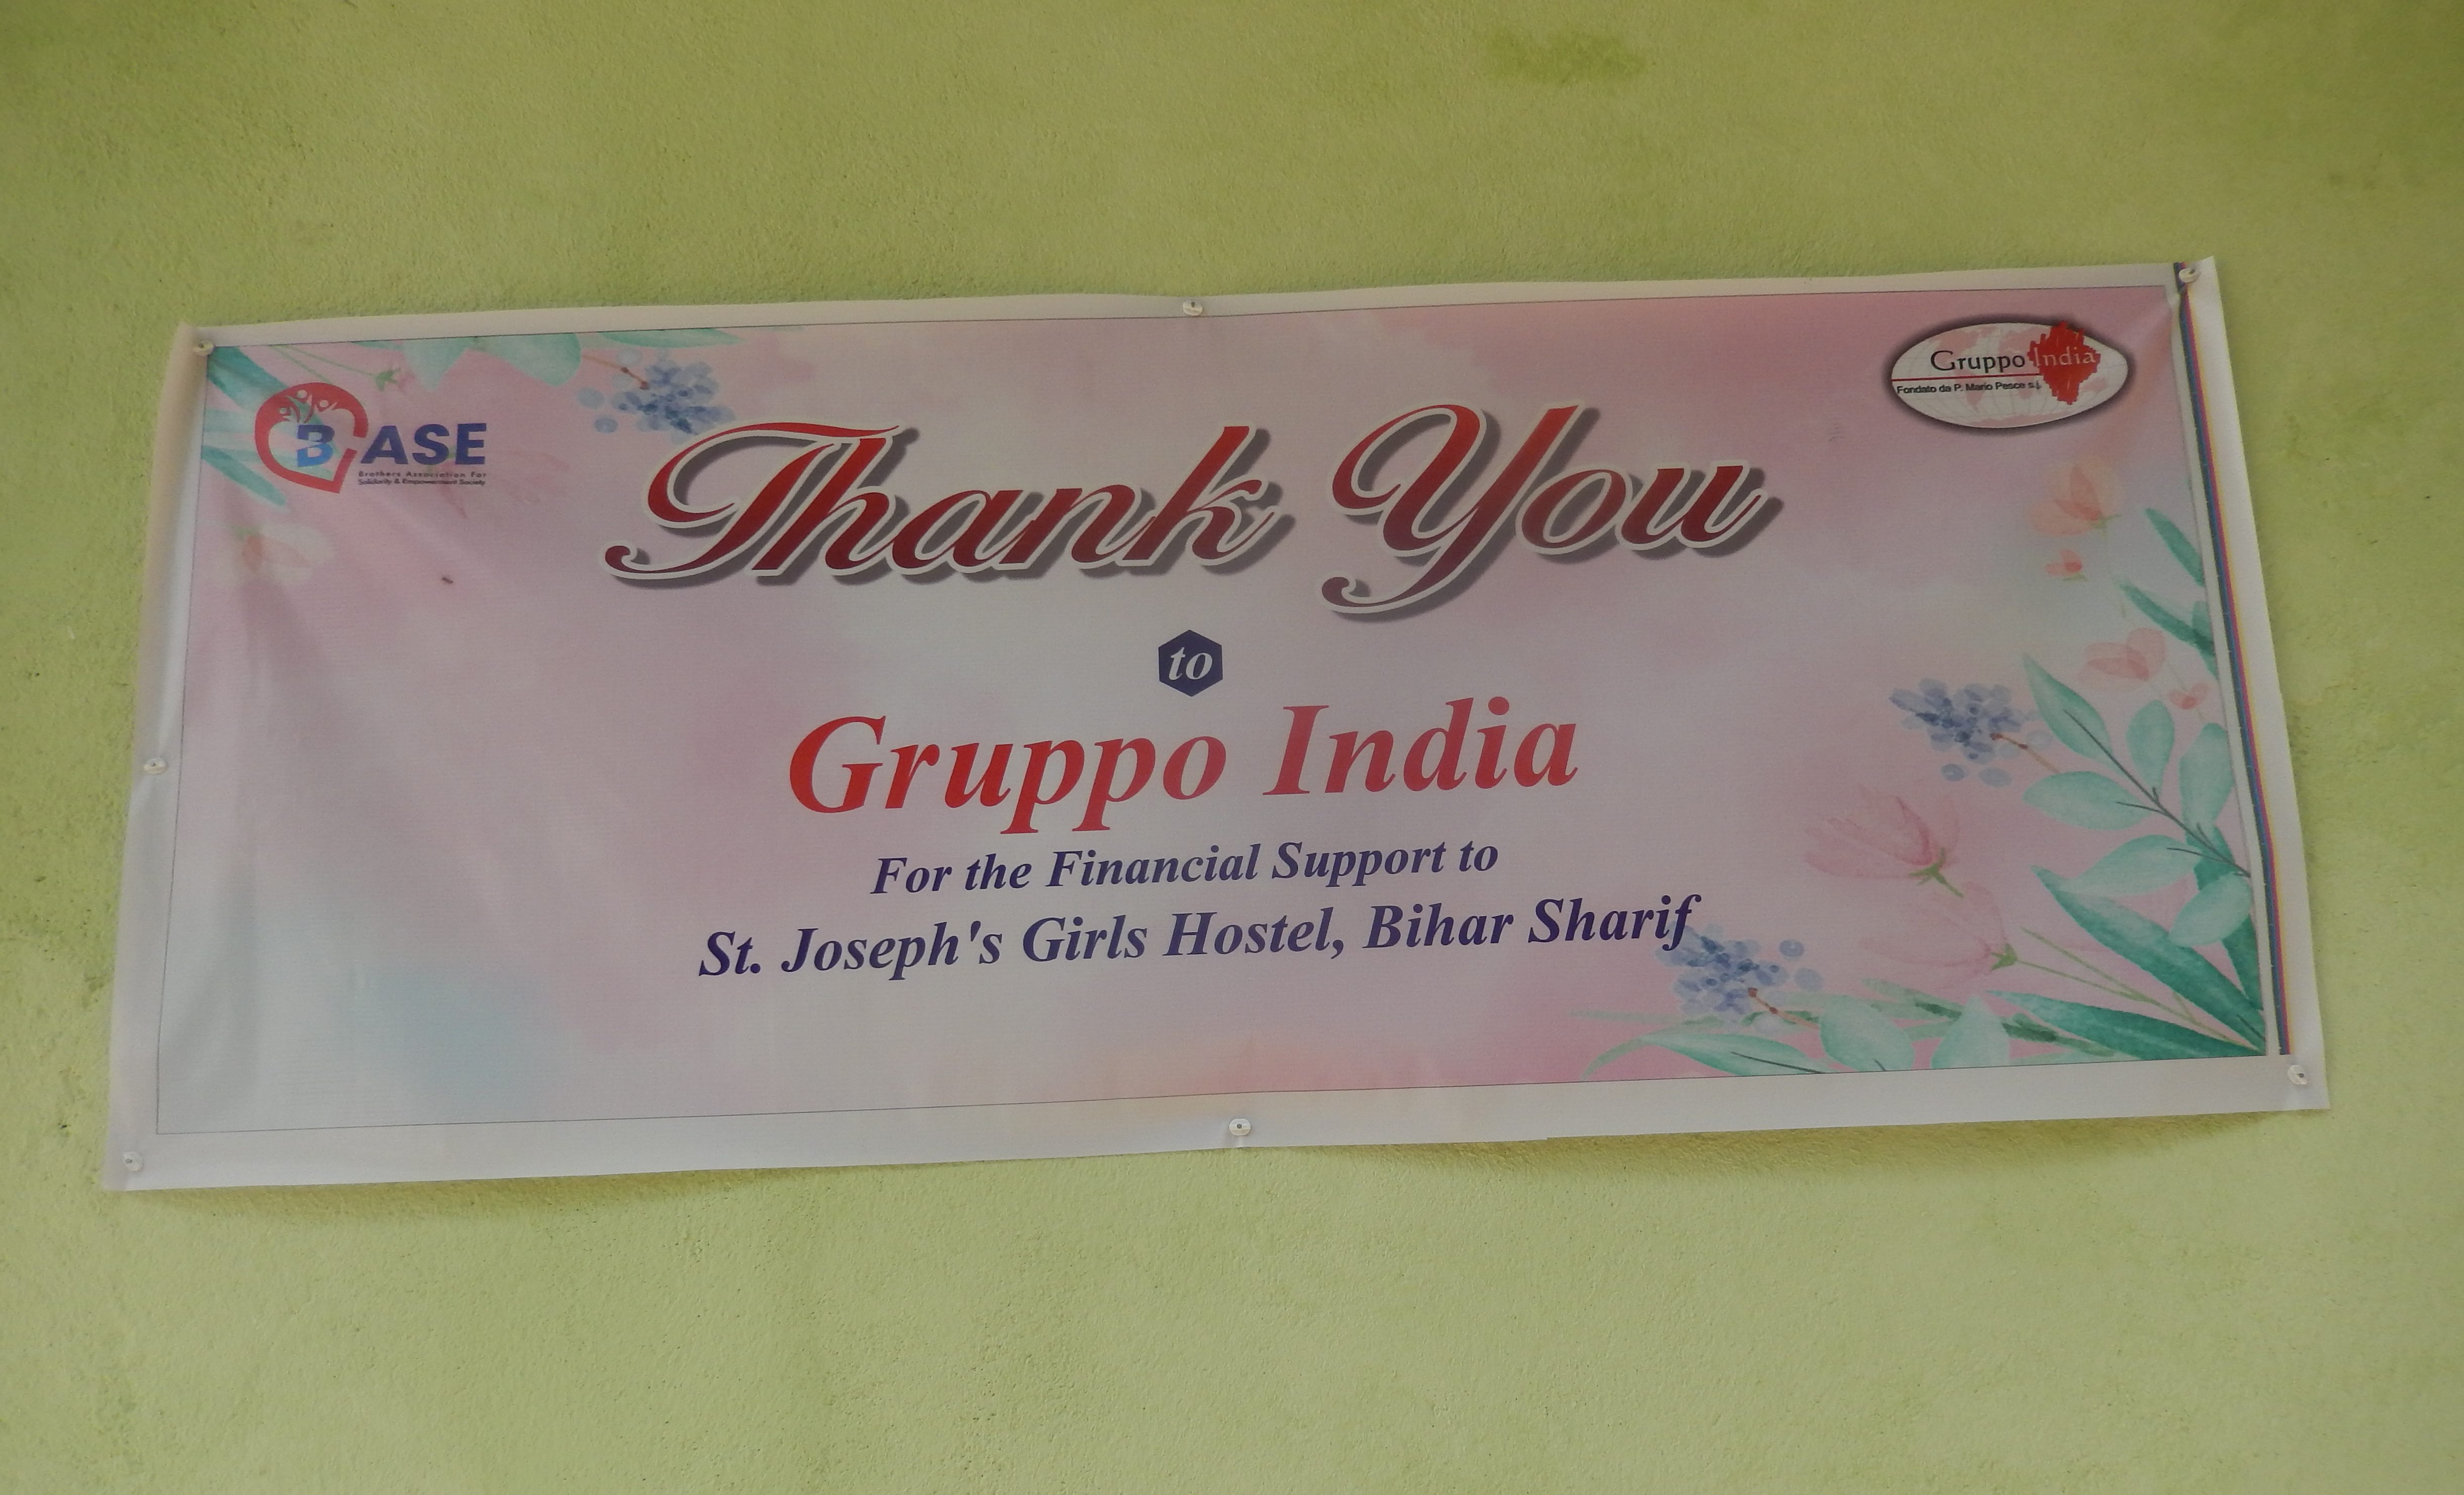 BASE
Brothers Association For
Solidarity & Empowerment Society
Gruppo India
Fondato da P. Mario Pesce s.j.
Thank You
to
Gruppo India
For the Financial Support to
St. Joseph's Girls Hostel, Bihar Sharif